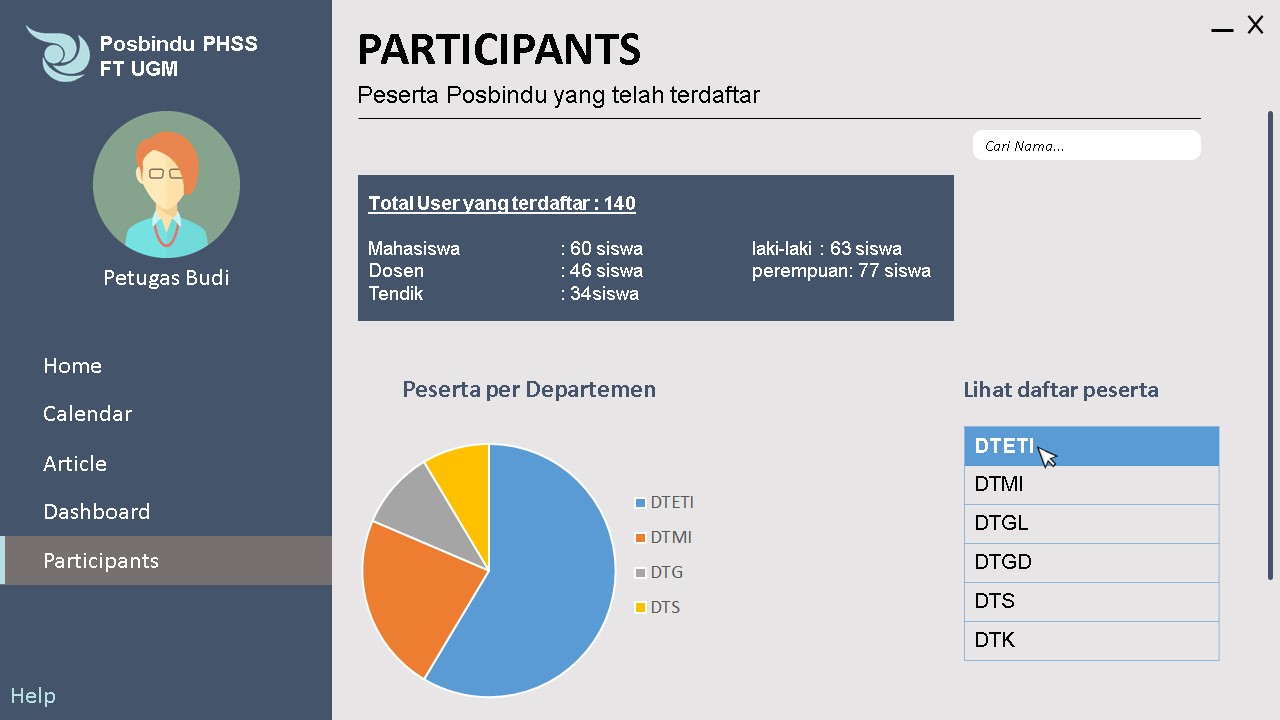 Posbindu PHSS
FT UGM
Petugas Budi
Home
Calendar
Article
Dashboard
Participants
Help
PARTICIPANTS
Peserta Posbindu yang telah terdaftar
Cari Nama...
Total User yang terdaftar : 140
Mahasiswa : 60 siswa laki-laki : 63 siswa
Dosen : 46 siswa perempuan: 77 siswa
Tendik : 34siswa
Peserta per Departemen
DTETI
DTMI
DTG
DTS
Lihat daftar peserta
DTETI
DTMI
DTGL
DTGD
DTS
DTK